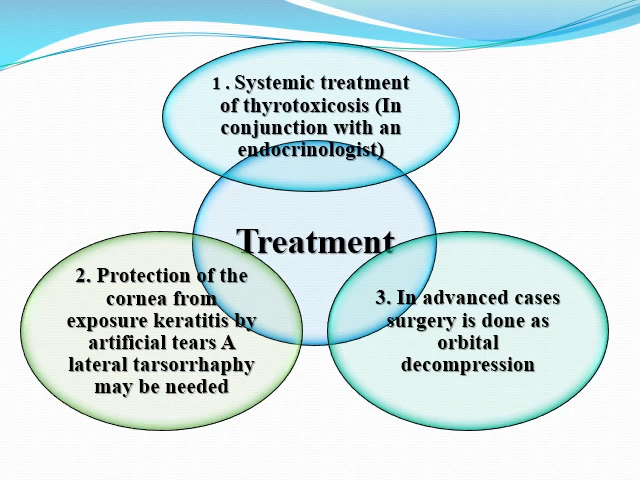 1 . Systemic treatment
of thyrotoxicosis (In
conjunction with an
endocrinologist)
Treatment
2. Protection of the
cornea from
exposure keratitis by
artificial tears A
lateral tarsorrhaphy
may be needed
3. In advanced cases
surgery is done as
orbital
decompression